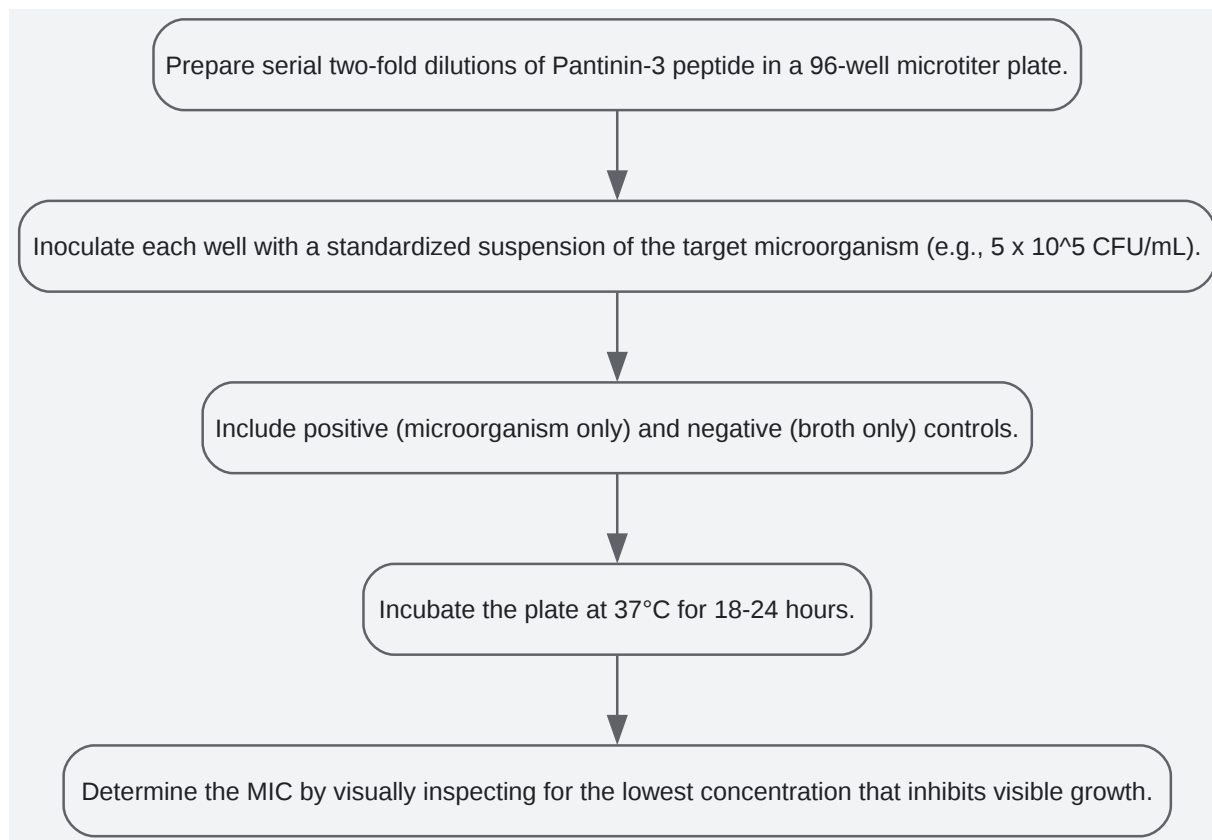 Prepare serial two-fold dilutions of Pantinin-3 peptide in a 96-well microtiter plate.
Inoculate each well with a standardized suspension of the target microorganism (e.g., 5 x 10^5 CFU/mL).
Include positive (microorganism only) and negative (broth only) controls.
Incubate the plate at 37°C for 18-24 hours.
Determine the MIC by visually inspecting for the lowest concentration that inhibits visible growth.